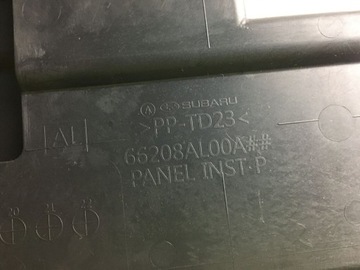 SUBARU
>PP-TD23<
[AL]
66208AL00A##
PANEL INST·P